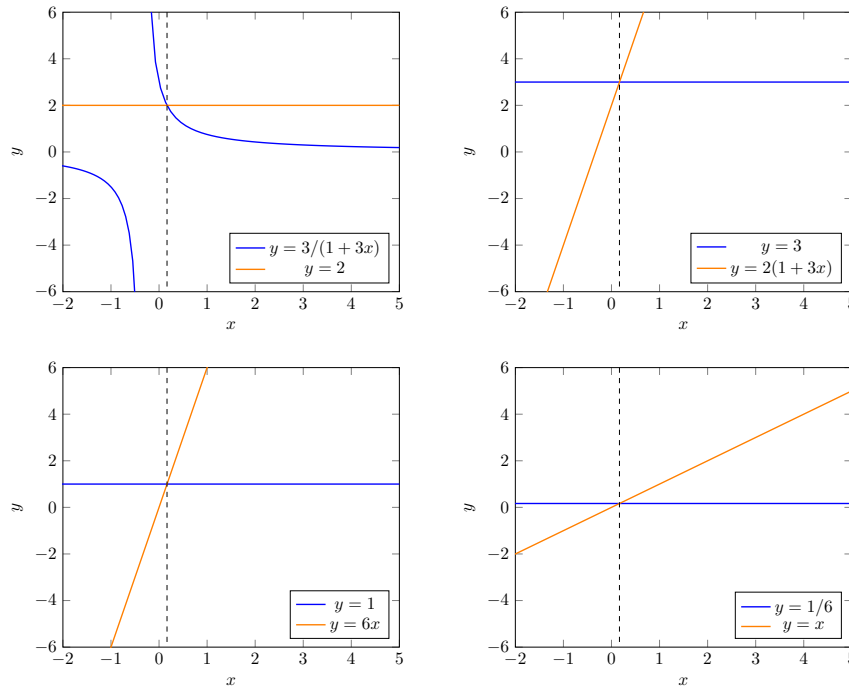 6
4
2
0
−2
−4
−6
y
−2 −1 0 1 2 3 4 5
x
y = 3/(1 + 3x)
y = 2
6
4
2
0
−2
−4
−6
y
−2 −1 0 1 2 3 4 5
x
y = 3
y = 2(1 + 3x)
6
4
2
0
−2
−4
−6
y
−2 −1 0 1 2 3 4 5
x
y = 1
y = 6x
6
4
2
0
−2
−4
−6
y
−2 −1 0 1 2 3 4 5
x
y = 1/6
y = x